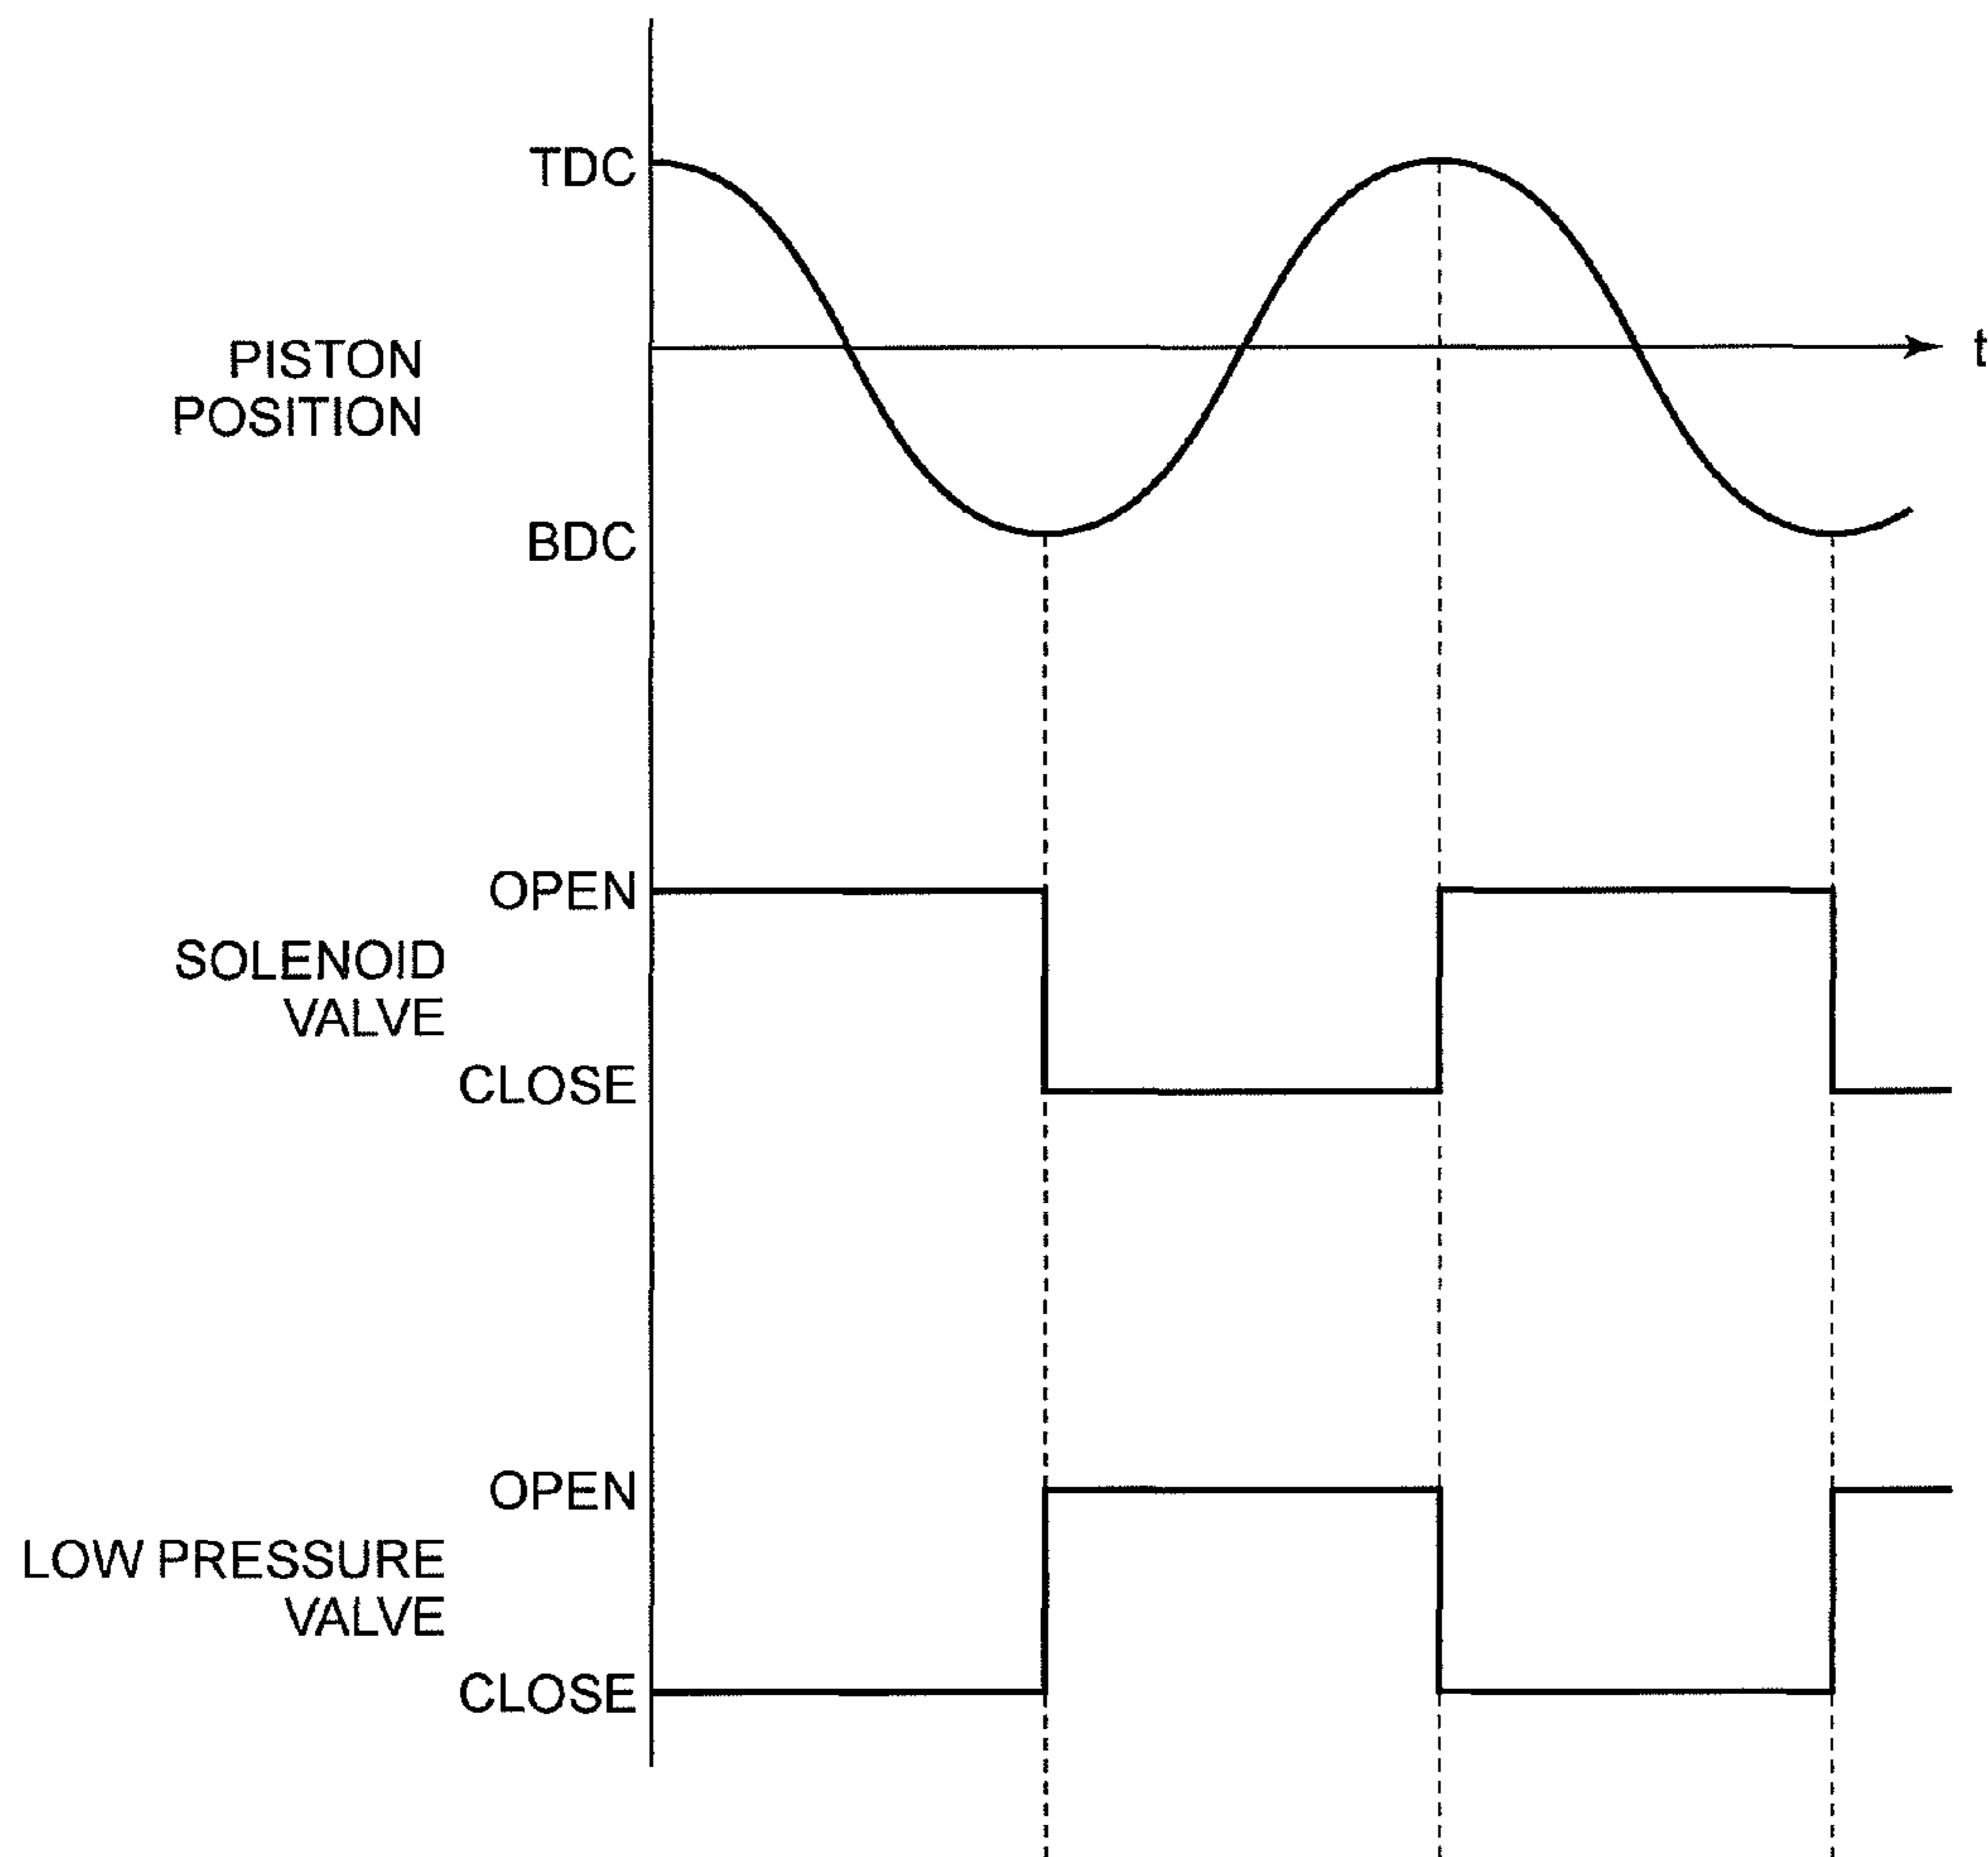 TDC
t
PISTON
POSITION
BDC
OPEN
SOLENOID
VALVE
CLOSE
OPEN
LOW PRESSURE
VALVE
CLOSE